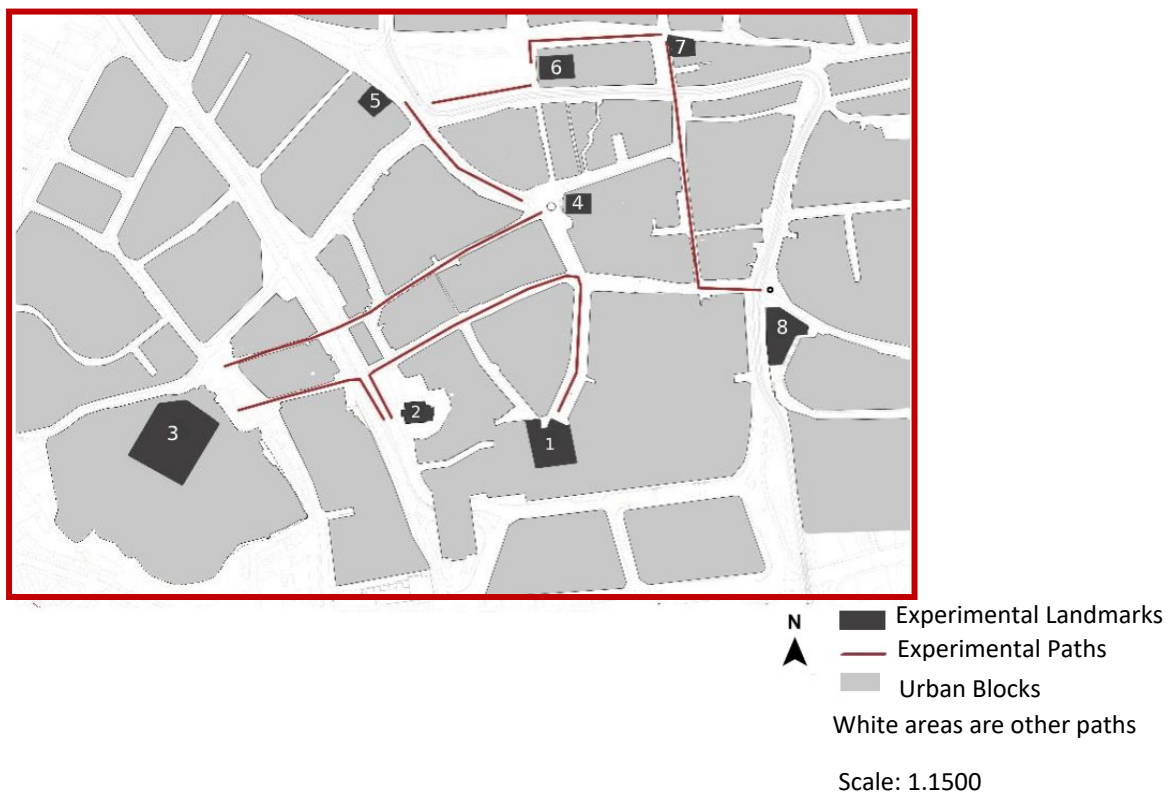 7
6
5
4
8
2
3
1
N
Experimental Landmarks
Experimental Paths
Urban Blocks
White areas are other paths
Scale: 1.1500